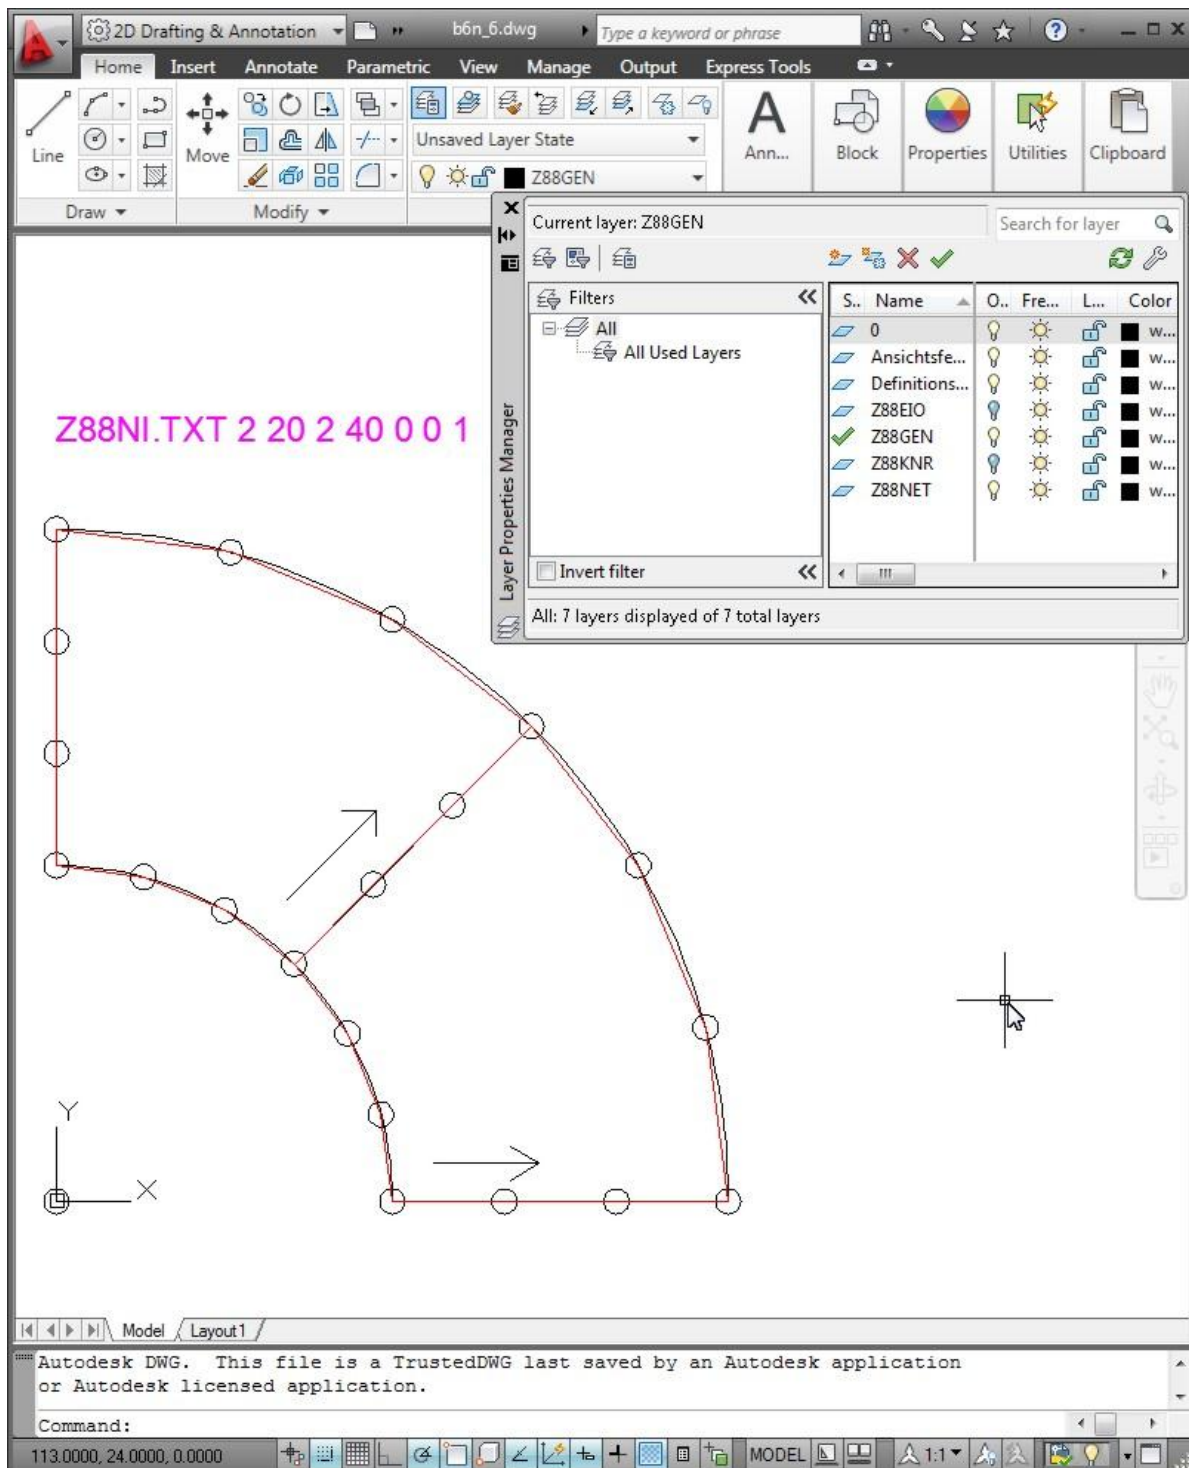 2D Drafting & Annotation
b6n_6.dwg
Type a keyword or phrase
Home Insert Annotate Parametric View Manage Output Express Tools
Line
Move
Unsaved Layer State
Z88GEN
Ann...
Block
Properties
Utilities
Clipboard
Draw
Modify
Current layer: Z88GEN
Search for layer
Filters
All
All Used Layers
Invert filter
S.. Name O.. Fre... L... Color
0 w...
Ansichtsfe... w...
Definitions... w...
Z88EIO w...
Z88GEN w...
Z88KNR w...
Z88NET w...
All: 7 layers displayed of 7 total layers
Layer Properties Manager
Z88NI.TXT 2 20 2 40 0 0 1
Y
X
Model Layout1
Autodesk DWG. This file is a TrustedDWG last saved by an Autodesk application
or Autodesk licensed application.
Command:
113.0000, 24.0000, 0.0000
MODEL
1:1